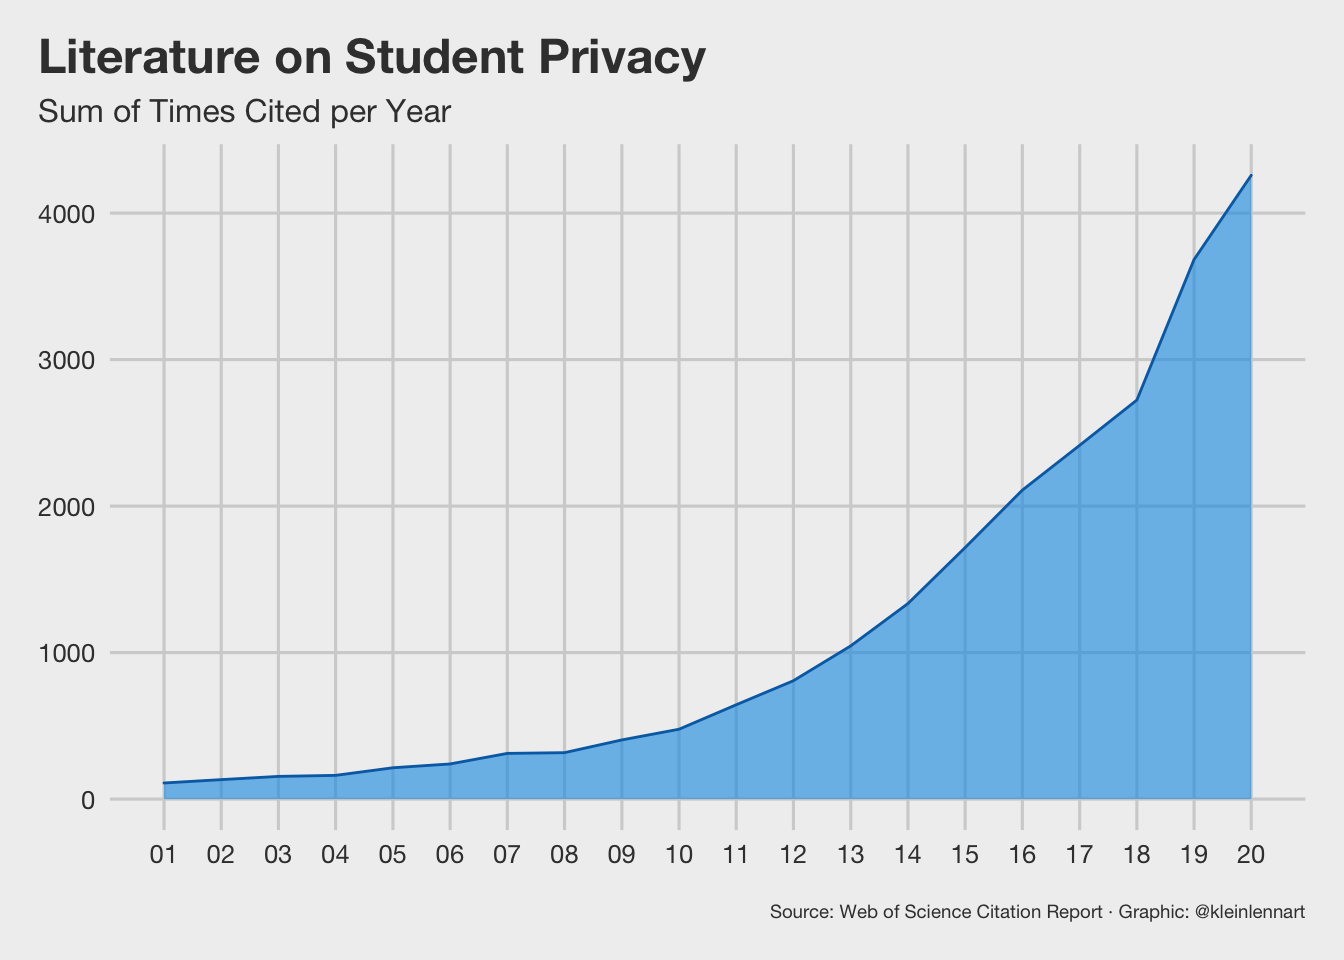 Literature on Student Privacy
Sum of Times Cited per Year
4000
3000
2000
1000
0
01 02 03 04 05 06 07 08 09 10 11 12 13 14 15 16 17 18 19 20
Source: Web of Science Citation Report · Graphic: @kleinlennart